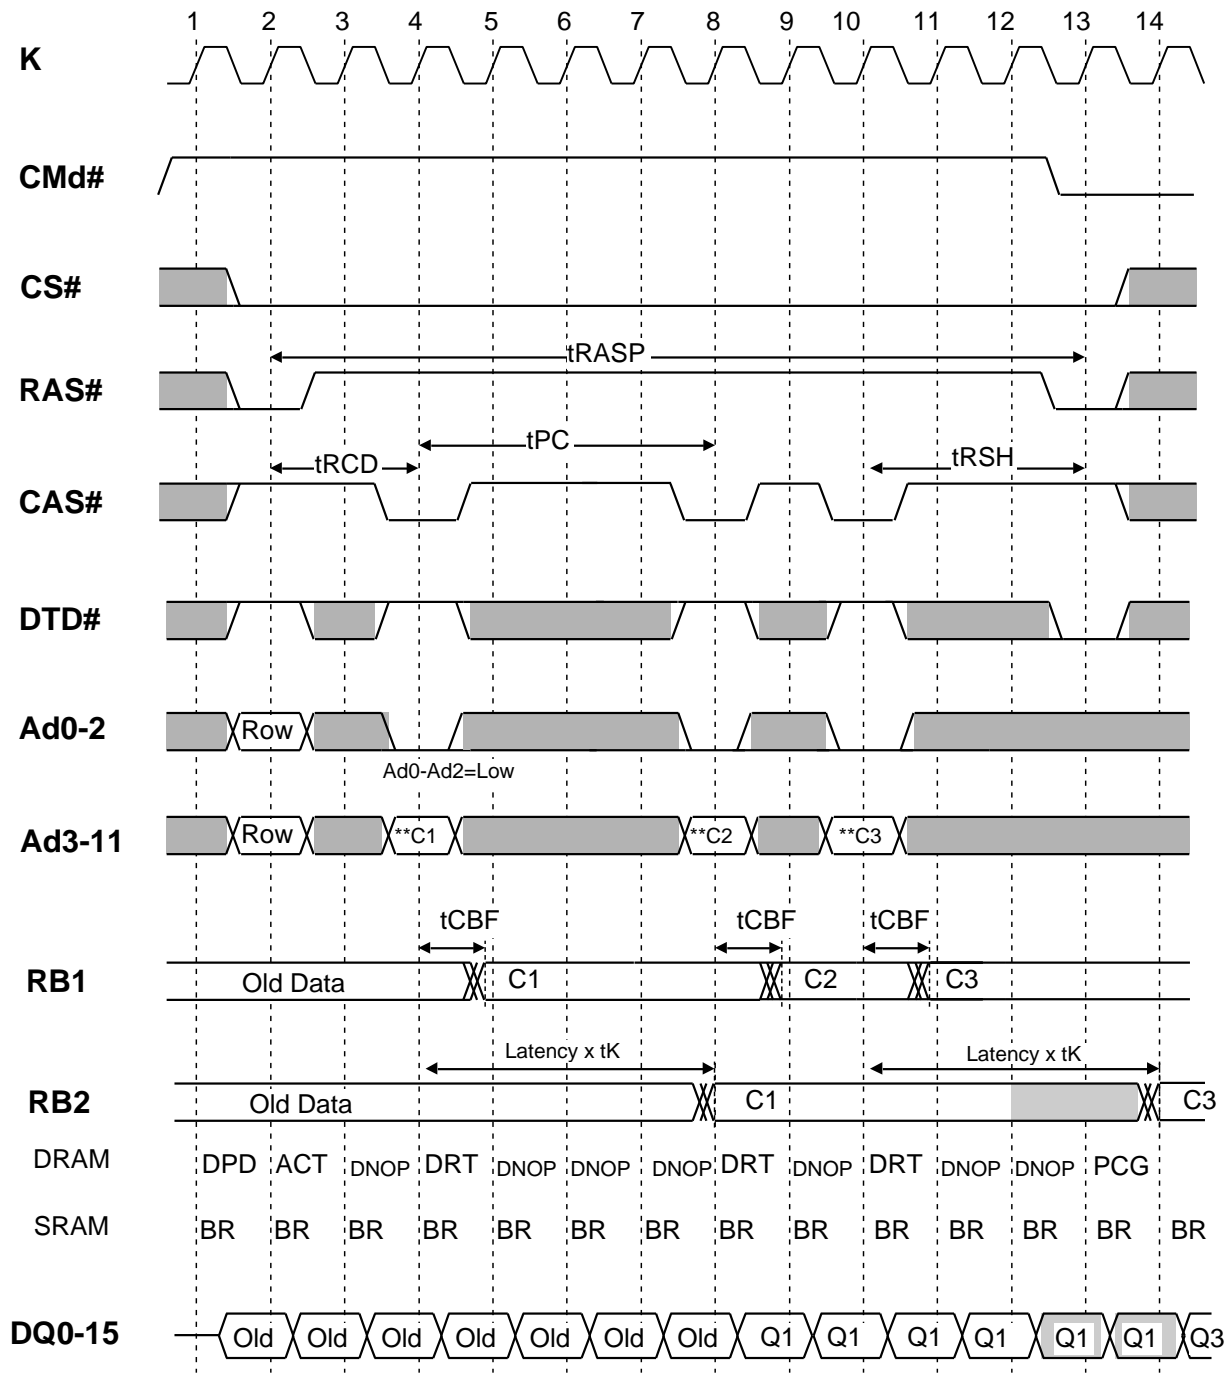 1 2 3 4 5 6 7 8 9 10 11 12 13 14
K
CMd#
CS#
tRASP
RAS#
tRCD tPC tRSH
CAS#
DTD#
Ad0-2 Row
Ad0-Ad2=Low
Ad3-11 Row **C1 **C2 **C3
tCBF tCBF tCBF
RB1 Old Data C1 C2 C3
Latency x tK Latency x tK
RB2 Old Data C1 C3
DRAM DPD ACT DNOP DRT DNOP DNOP DNOP DRT DNOP DRT DNOP DNOP PCG
SRAM BR BR BR BR BR BR BR BR BR BR BR BR BR BR
DQ0-15 Old Old Old Old Old Old Old Q1 Q1 Q1 Q1 Q1 Q1 Q3